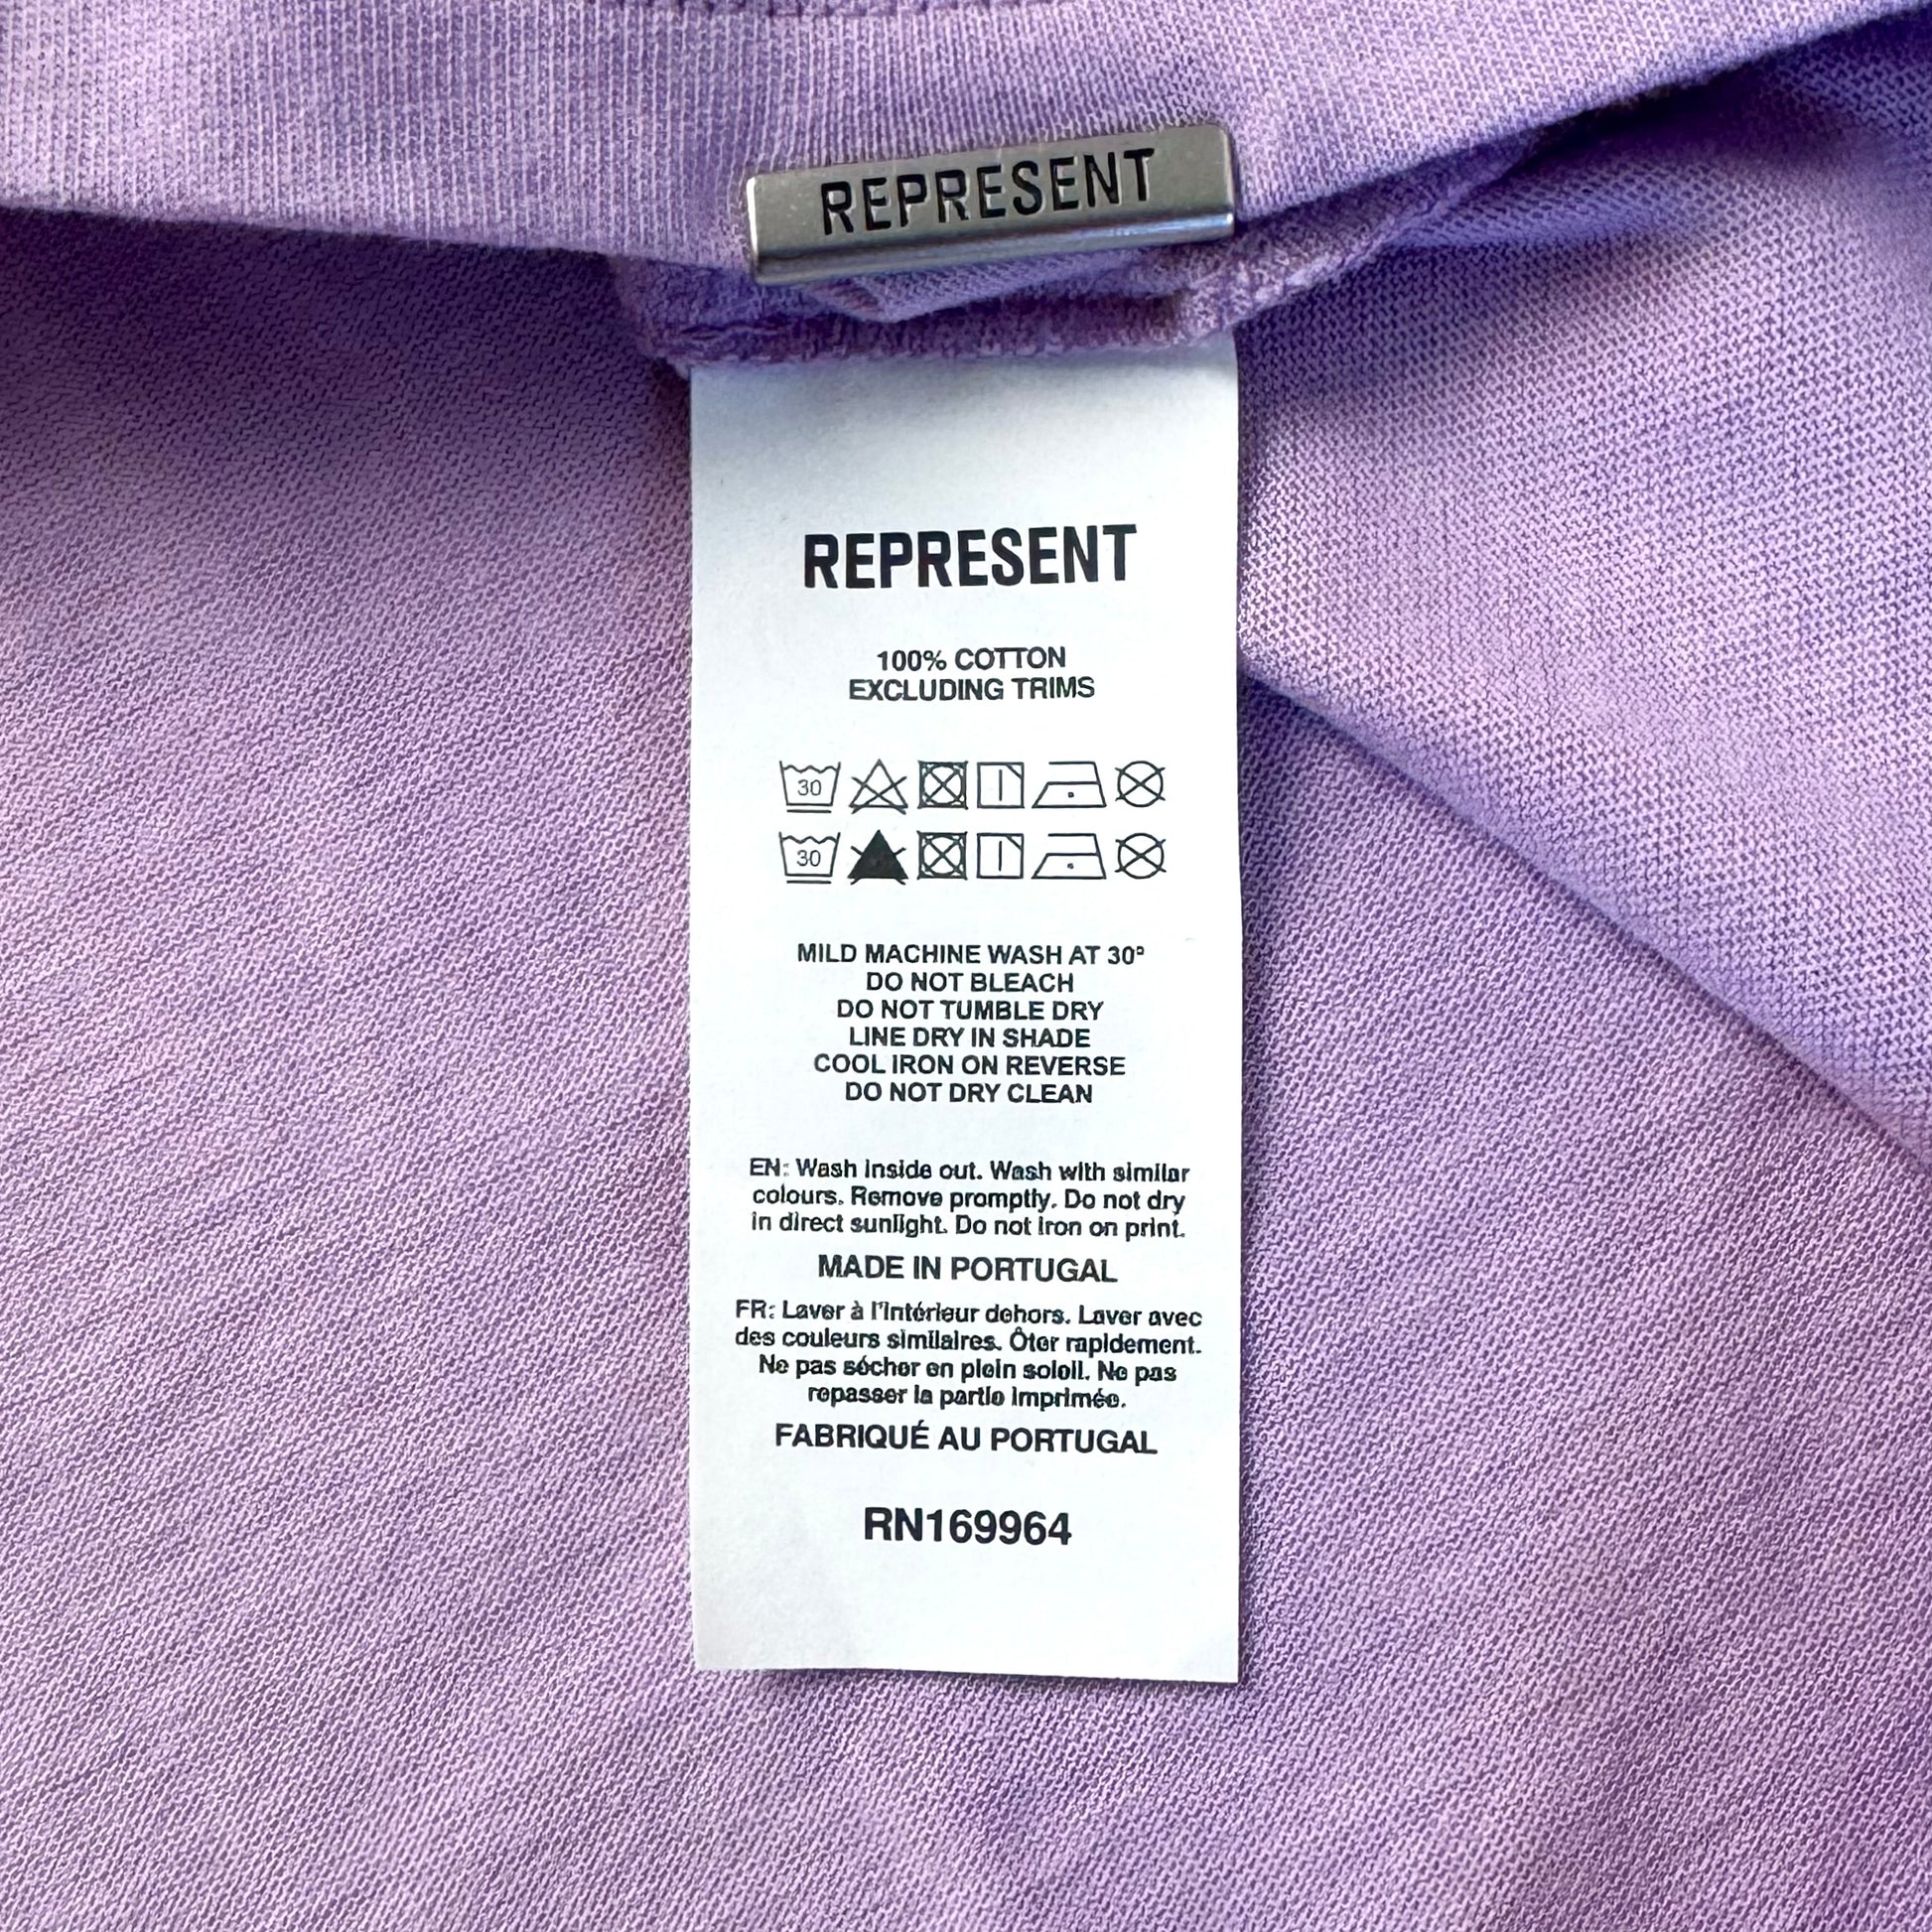 REPRESENT
REPRESENT
100% COTTON
EXCLUDING TRIMS
30
30
MILD MACHINE WASH AT 30º
DO NOT BLEACH
DO NOT TUMBLE DRY
LINE DRY IN SHADE
COOL IRON ON REVERSE
DO NOT DRY CLEAN
EN: Wash inside out. Wash with similar
colours. Remove promptly. Do not dry
in direct sunlight. Do not iron on print.
MADE IN PORTUGAL
FR: Laver à l'intérieur dehors. Laver avec
des couleurs similaires. Ôter rapidement.
Ne pas sécher en plein soleil. Ne pas
repasser la partie imprimée.
FABRIQUÉ AU PORTUGAL
RN169964